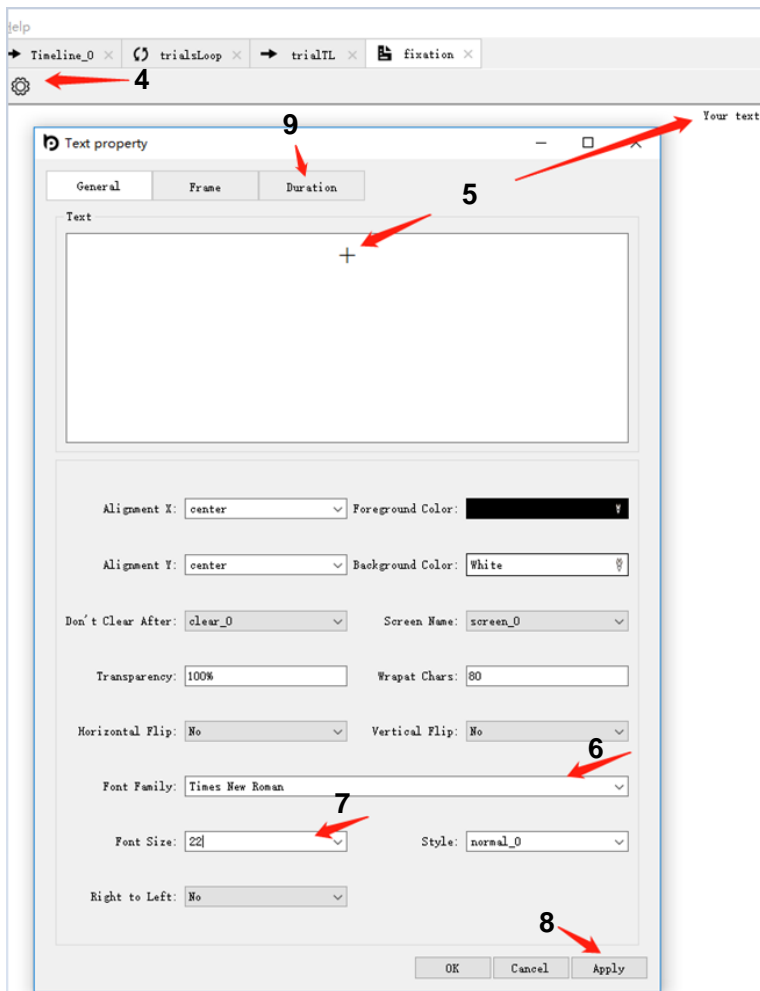 Help
Timeline_0 trialsLoop trialTL fixation
4
Your text
9
Text property
General Frame Duration
5
Text
+
Alignment X: center Foreground Color:
Alignment Y: center Background Color: White
Don't Clear After: clear_0 Screen Name: screen_0
Transparency: 100% Wrapat Chars: 80
Horizontal Flip: No Vertical Flip: No
6
Font Family: Times New Roman
7
Font Size: 22 Style: normal_0
Right to Left: No
8
OK Cancel Apply